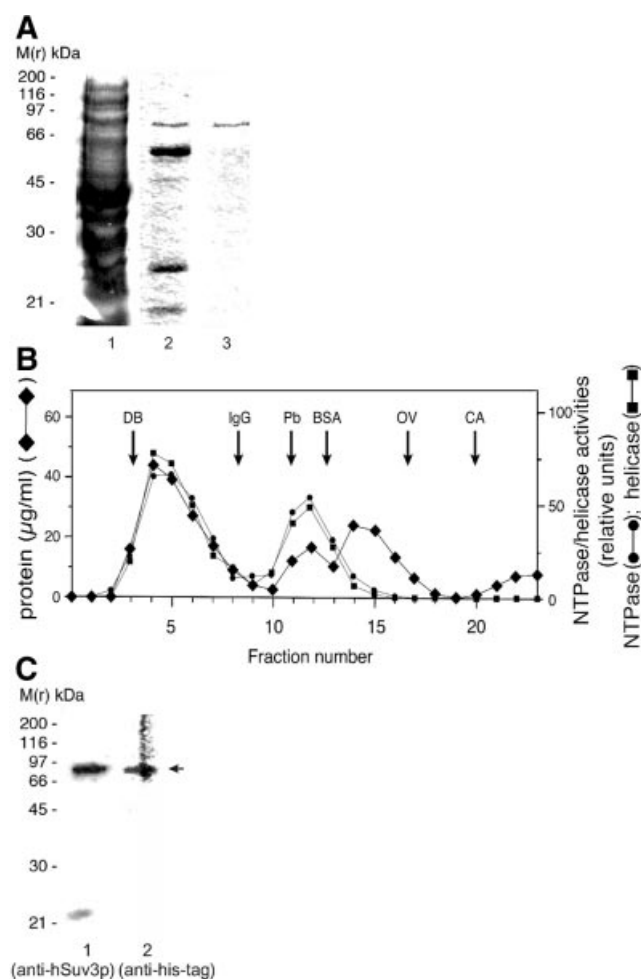 A
M(r) kDa
200 -
116 -
97 -
66 -
45 -
30 -
21 -
1 2 3
B
protein (µg/ml) ( )
60
40
20
0
DB IgG Pb BSA OV CA
100
50
0
NTPase/helicase activities
(relative units)
NTPase( ); helicase( )
5 10 15 20
Fraction number
C
M(r) kDa
200 -
116 -
97 -
66 -
45 -
30 -
21 -
1 2
(anti-hSuv3p) (anti-his-tag)